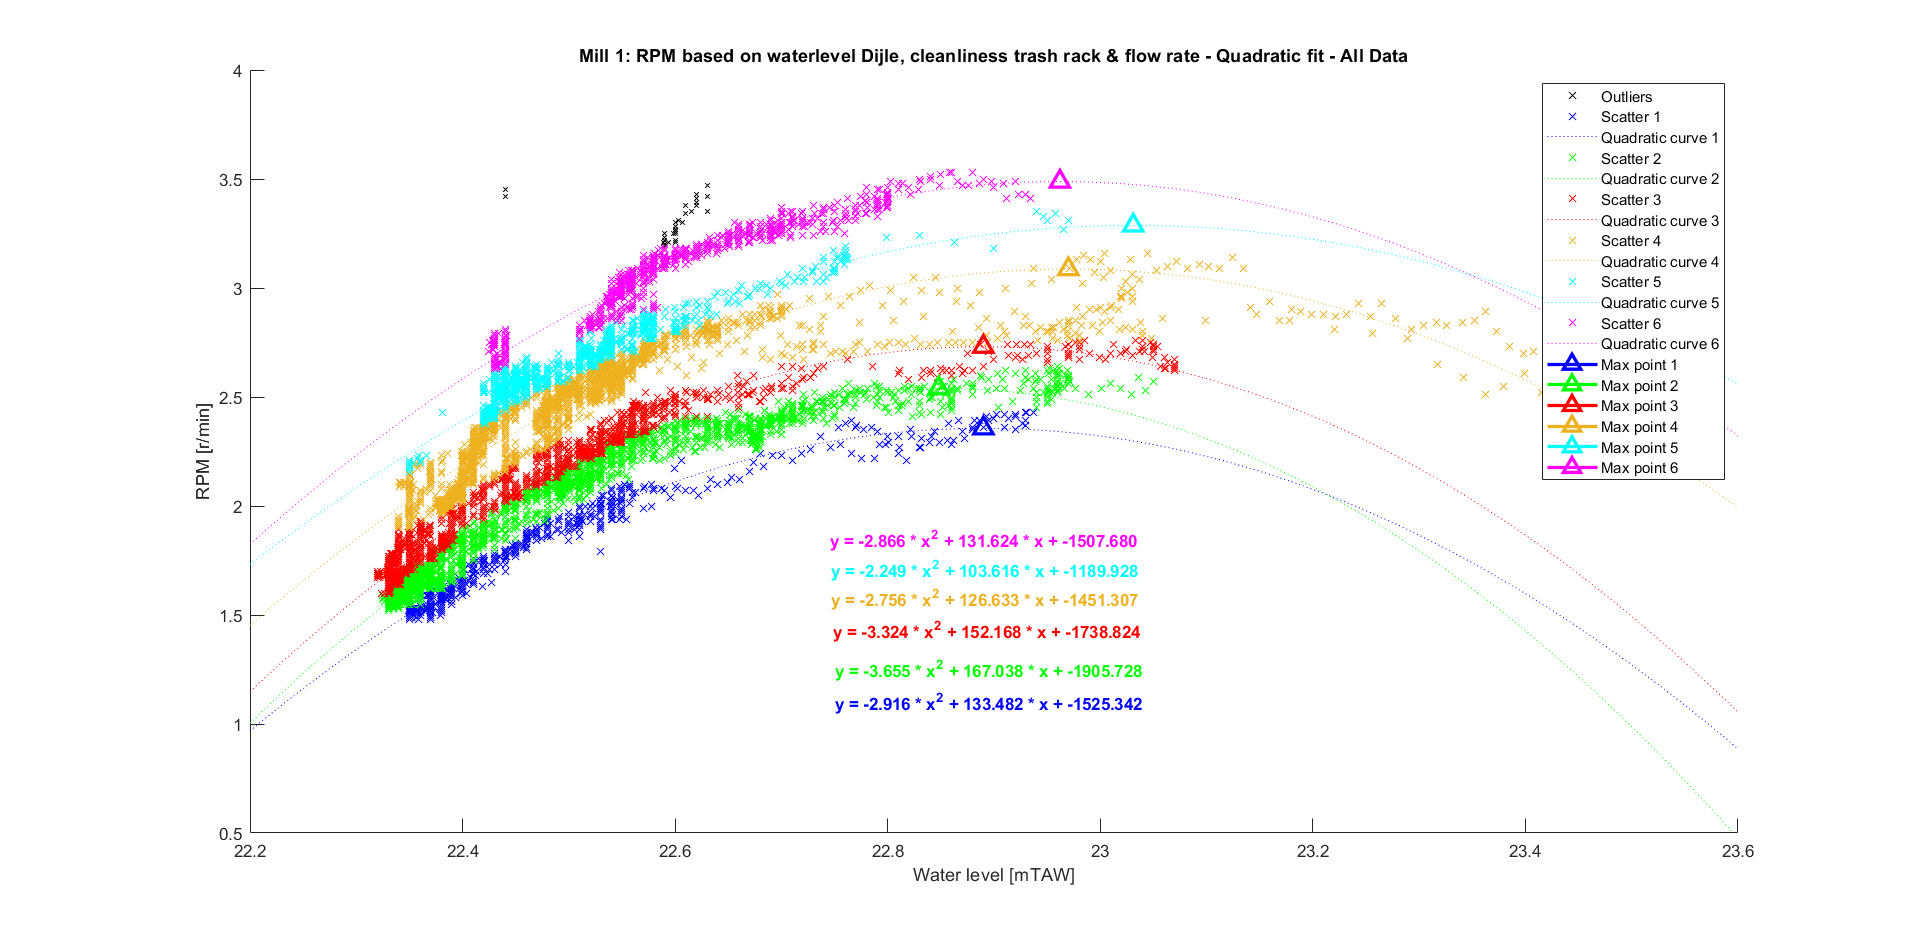 Mill 1: RPM based on waterlevel Dijle, cleanliness trash rack & flow rate - Quadratic fit - All Data
4
3.5
3
2.5
2
1.5
1
0.5
RPM [r/min]
22.2
22.4
22.6
22.8
23
23.2
23.4
23.6
Water level [mTAW]
Outliers
Scatter 1
Quadratic curve 1
Scatter 2
Quadratic curve 2
Scatter 3
Quadratic curve 3
Scatter 4
Quadratic curve 4
Scatter 5
Quadratic curve 5
Scatter 6
Quadratic curve 6
Max point 1
Max point 2
Max point 3
Max point 4
Max point 5
Max point 6
y = -2.866 * x^2 + 131.624 * x + -1507.680
y = -2.249 * x^2 + 103.616 * x + -1189.928
y = -2.756 * x^2 + 126.633 * x + -1451.307
y = -3.324 * x^2 + 152.168 * x + -1738.824
y = -3.655 * x^2 + 167.038 * x + -1905.728
y = -2.916 * x^2 + 133.482 * x + -1525.342